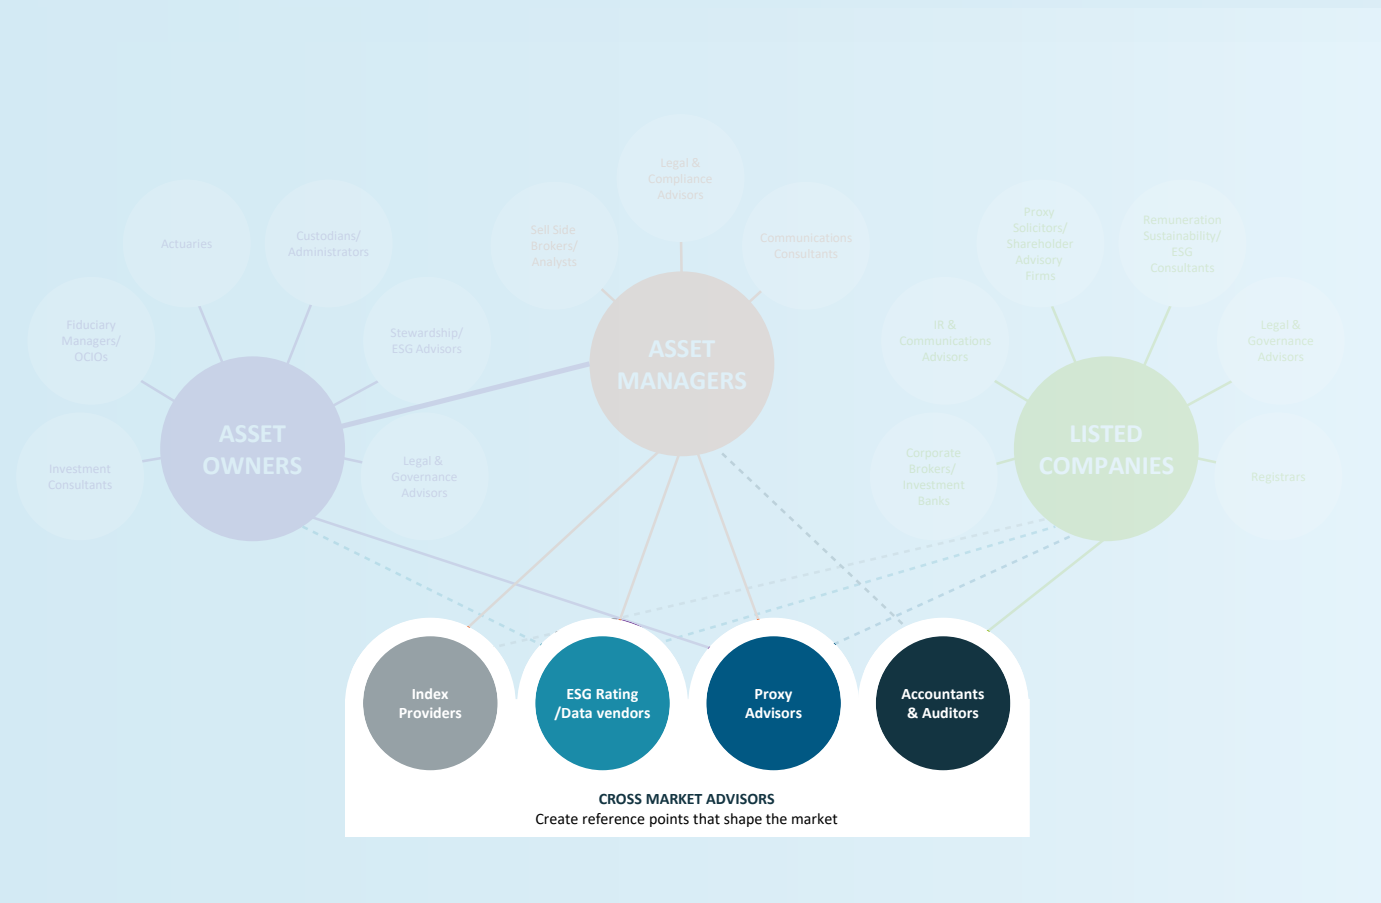 Legal &
Compliance
Advisors
Actuaries
Custodians/
Administrators
Sell Side
Brokers/
Analysts
Communications
Consultants
Proxy
Solicitors/
Shareholder
Advisory
Firms
Remuneration
Sustainability/
ESG
Consultants
Fiduciary
Managers/
OCIOs
Stewardship/
ESG Advisors
ASSET
MANAGERS
IR &
Communications
Advisors
Legal &
Governance
Advisors
Investment
Consultants
ASSET
OWNERS
Legal &
Governance
Advisors
Corporate
Brokers/
Investment
Banks
LISTED
COMPANIES
Registrars
Index
Providers
ESG Rating
/Data vendors
Proxy
Advisors
Accountants
& Auditors
CROSS MARKET ADVISORS
Create reference points that shape the market